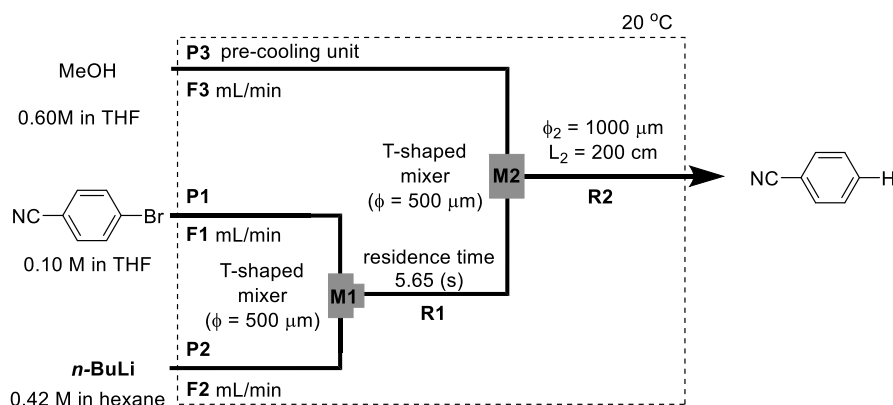 20 °C
P3 pre-cooling unit
MeOH
F3 mL/min
0.60M in THF
ϕ2 = 1000 μm
L2 = 200 cm
T-shaped
mixer
(ϕ = 500 μm)
M2
NC
H
R2
P1
NC
Br
F1 mL/min
0.10 M in THF
residence time
5.65 (s)
T-shaped
mixer
(ϕ = 500 μm)
M1
R1
P2
n-BuLi
F2 mL/min
0.42 M in hexane